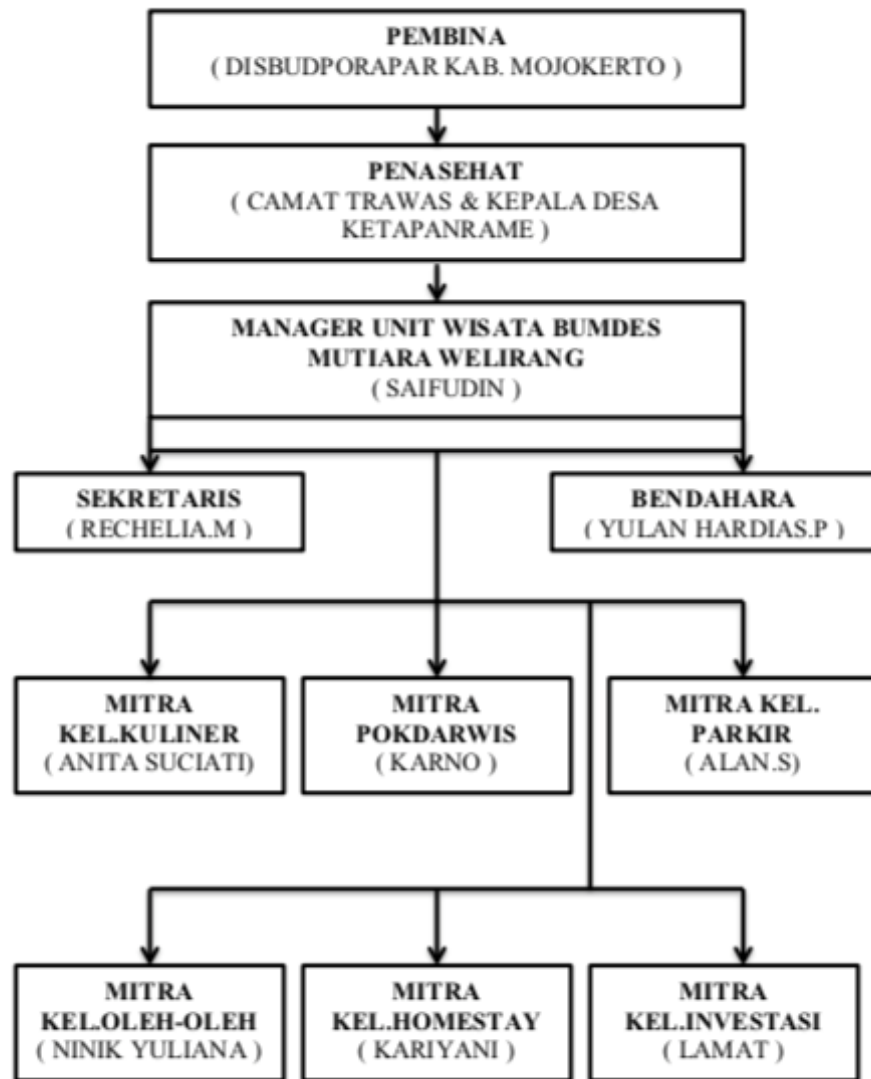 PEMBINA
( DISBUDPORAPAR KAB. MOJOKERTO )
PENASEHAT
( CAMAT TRAWAS & KEPALA DESA
KETAPANRAME )
MANAGER UNIT WISATA BUMDES
MUTIARA WELIRANG
( SAIFUDIN )
SEKRETARIS
( RECHELIA.M )
BENDAHARA
( YULAN HARDIAS.P )
MITRA
KEL.KULINER
( ANITA SUCIATI)
MITRA
POKDARWIS
( KARNO )
MITRA KEL.
PARKIR
( ALAN.S)
MITRA
KEL.OLEH-OLEH
( NINIK YULIANA )
MITRA
KEL.HOMESTAY
( KARIYANI )
MITRA
KEL.INVESTASI
( LAMAT )